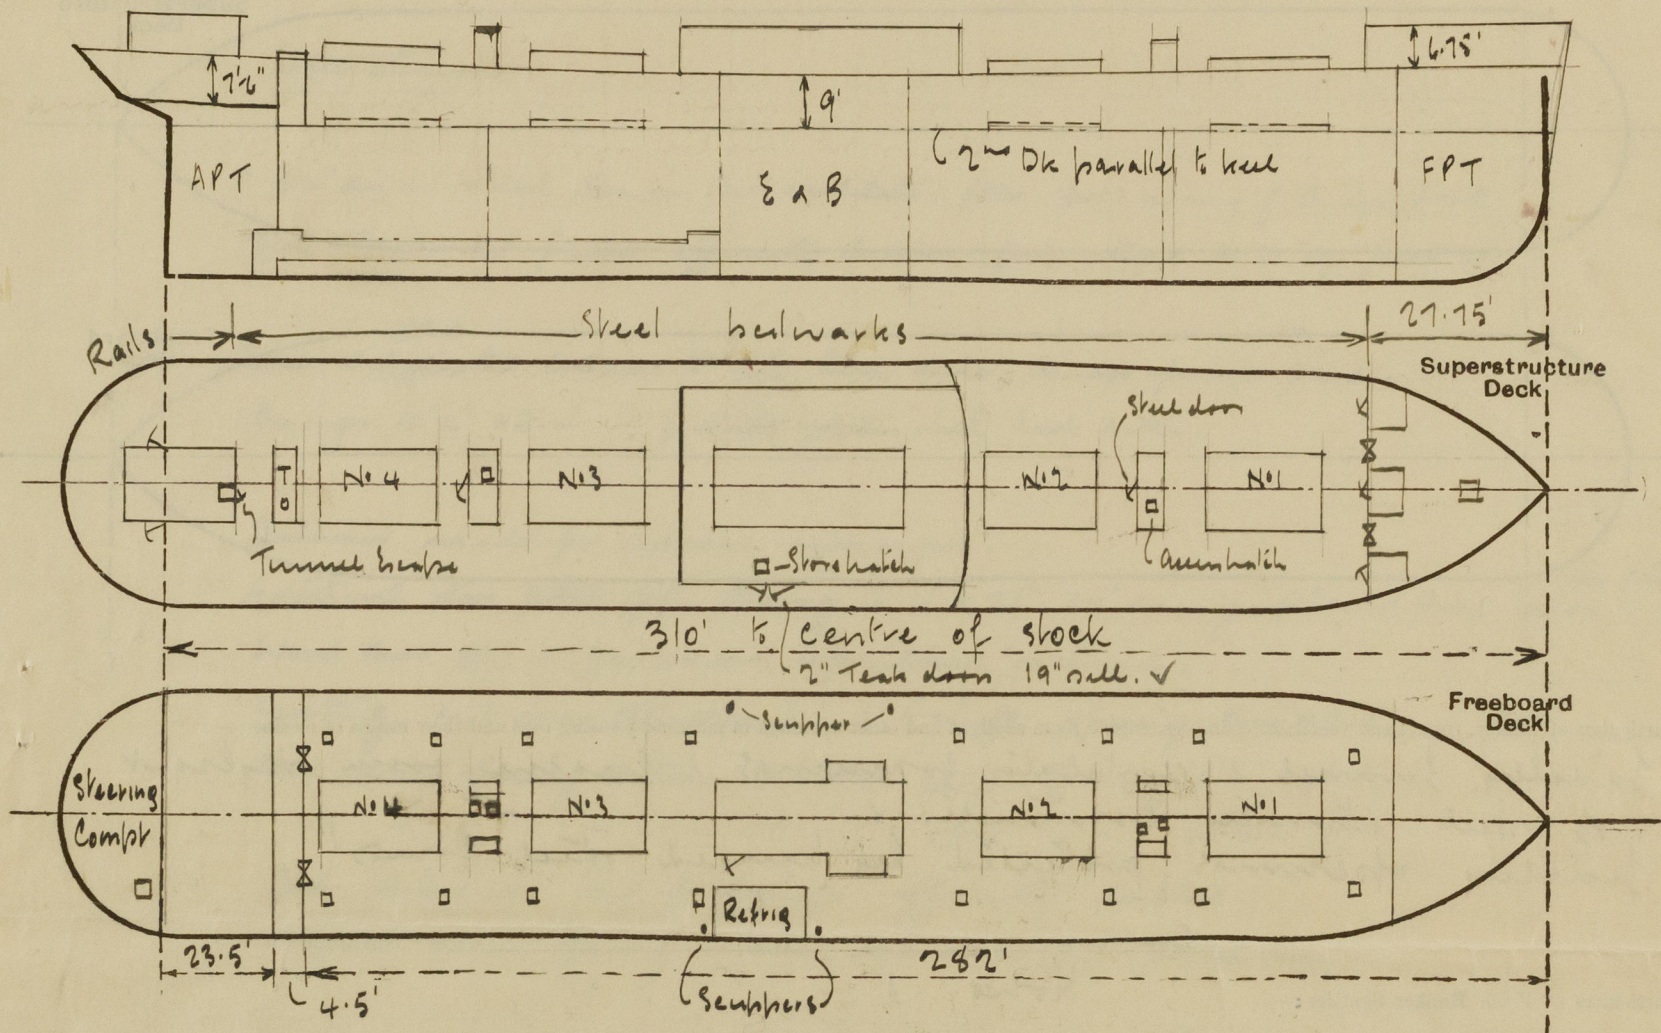 7'-6"
6.75'
9'
2nd Dk parallel to keel
APT
E & B
FPT
Rails
Steel bulwarks
27.75'
Superstructure
Deck
Steel door
TO
No 4
No 3
No 2
No 1
Tunnel Escape
Store hatch
310' to centre of stock
2" Teak door 19" sill. ✓
Freeboard
Deck
Scupper
Steering
Compt
No 4
No 3
No 2
No 1
Refrig
23.5'
282'
4.5'
Scuppers